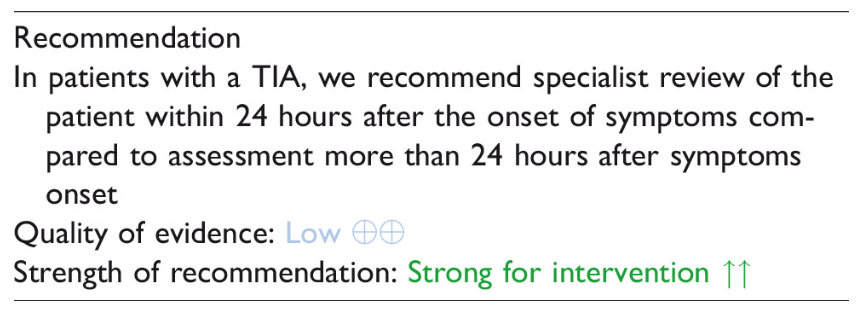 Recommendation
In patients with a TIA, we recommend specialist review of the
patient within 24 hours after the onset of symptoms com-
pared to assessment more than 24 hours after symptoms
onset
Quality of evidence: Low ⊕⊕
Strength of recommendation: Strong for intervention ↑↑